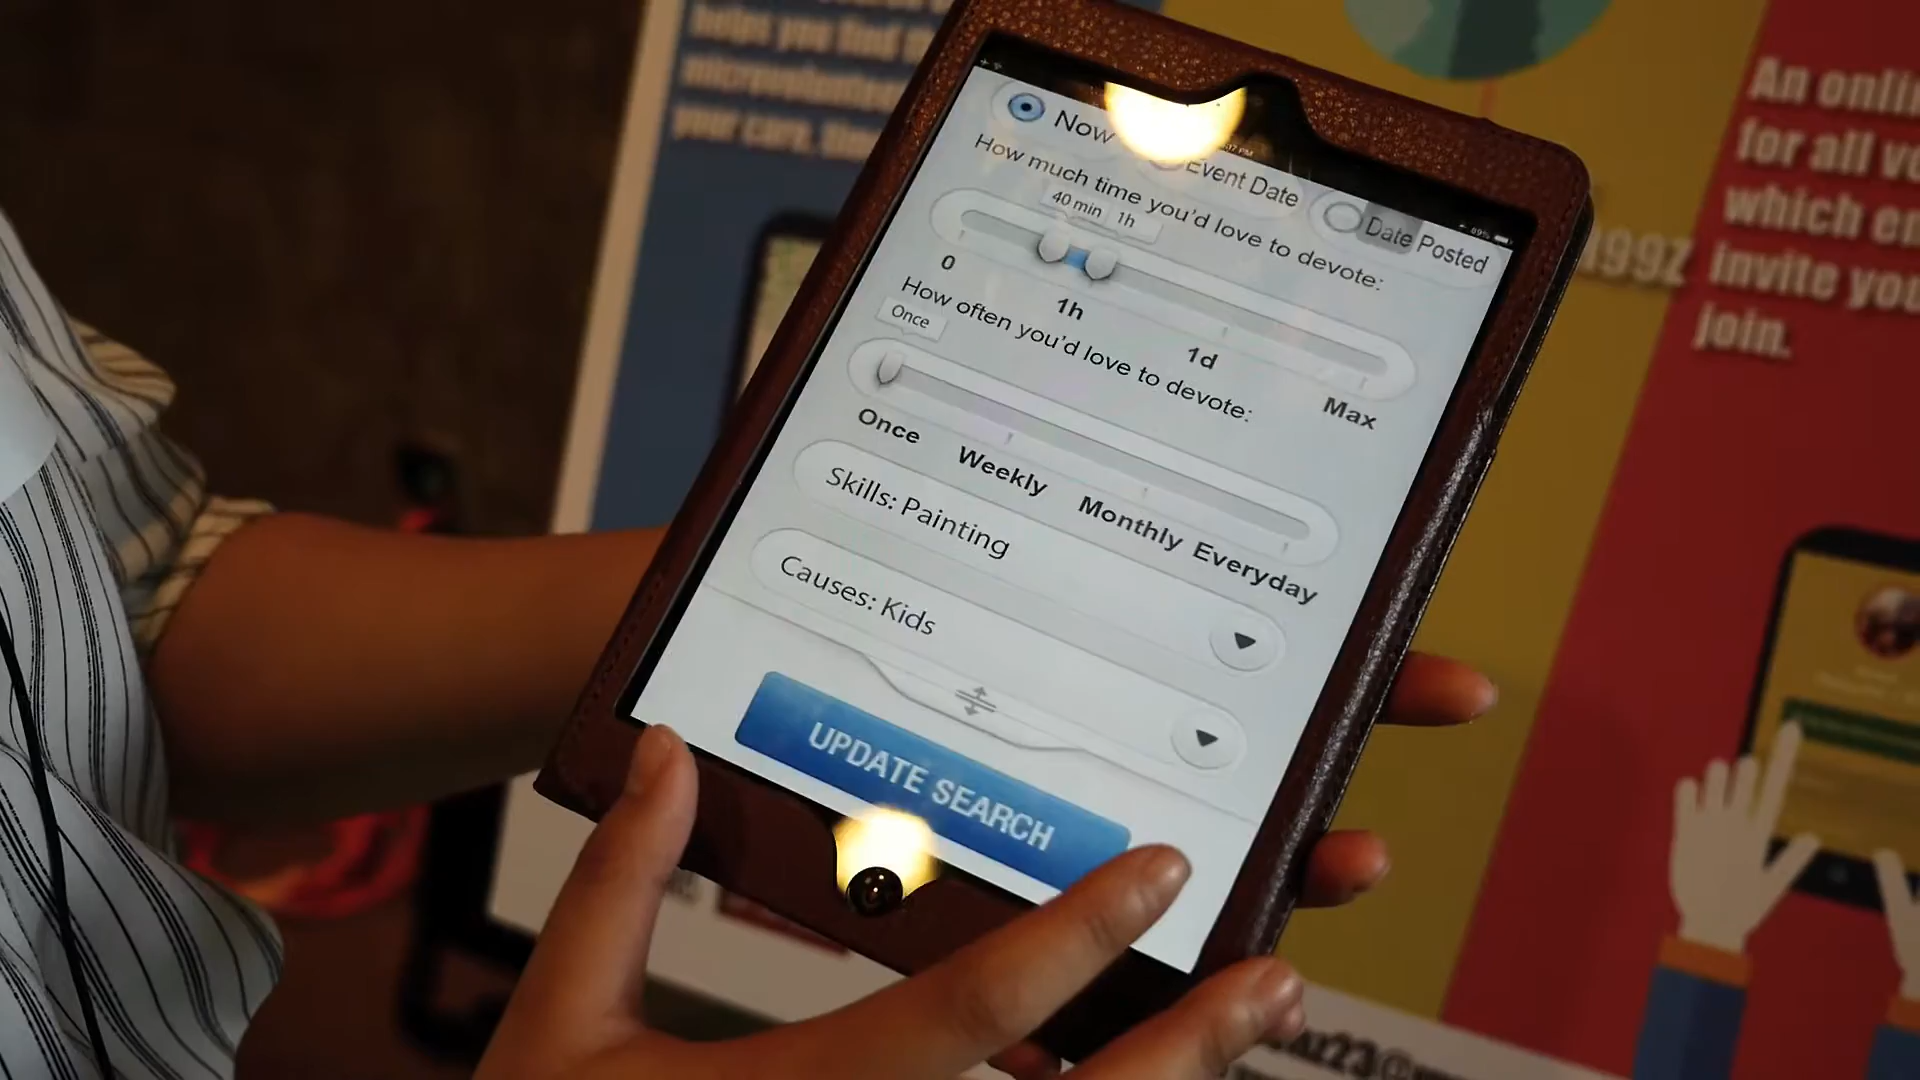 helps you find
your care, time
Now
Event Date
Date Posted
How much time you'd love to devote:
40 min
1h
0
1h
1d
Max
How often you'd love to devote:
Once
Once
Weekly
Monthly
Everyday
Skills: Painting
Causes: Kids
UPDATE SEARCH
89%
An
for all
which
invite
join.